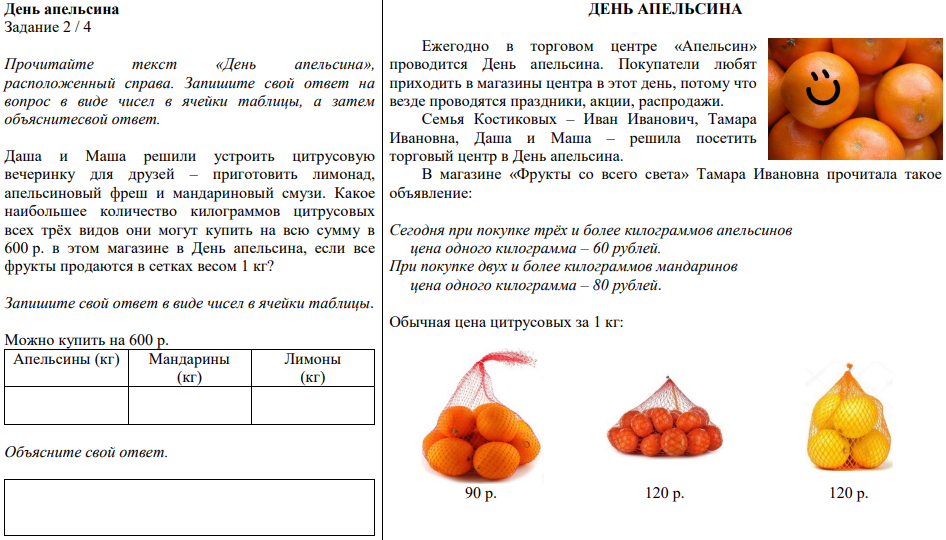 День апельсина
Задание 2 / 4
Прочитайте текст «День апельсина»,
расположенный справа. Запишите свой ответ на
вопрос в виде чисел в ячейки таблицы, а затем
объяснитесвой ответ.
Даша и Маша решили устроить цитрусовую
вечеринку для друзей – приготовить лимонад,
апельсиновый фреш и мандариновый смузи. Какое
наибольшее количество килограммов цитрусовых
всех трёх видов они могут купить на всю сумму в
600 р. в этом магазине в День апельсина, если все
фрукты продаются в сетках весом 1 кг?
Запишите свой ответ в виде чисел в ячейки таблицы.
Можно купить на 600 р.
Апельсины (кг) Мандарины Лимоны
(кг) (кг)
Объясните свой ответ.
ДЕНЬ АПЕЛЬСИНА
Ежегодно в торговом центре «Апельсин»
проводится День апельсина. Покупатели любят
приходить в магазины центра в этот день, потому что
везде проводятся праздники, акции, распродажи.
Семья Костиковых – Иван Иванович, Тамара
Ивановна, Даша и Маша – решила посетить
торговый центр в День апельсина.
В магазине «Фрукты со всего света» Тамара Ивановна прочитала такое
объявление:
Сегодня при покупке трёх и более килограммов апельсинов
цена одного килограмма – 60 рублей.
При покупке двух и более килограммов мандаринов
цена одного килограмма – 80 рублей.
Обычная цена цитрусовых за 1 кг:
90 р. 120 р. 120 р.